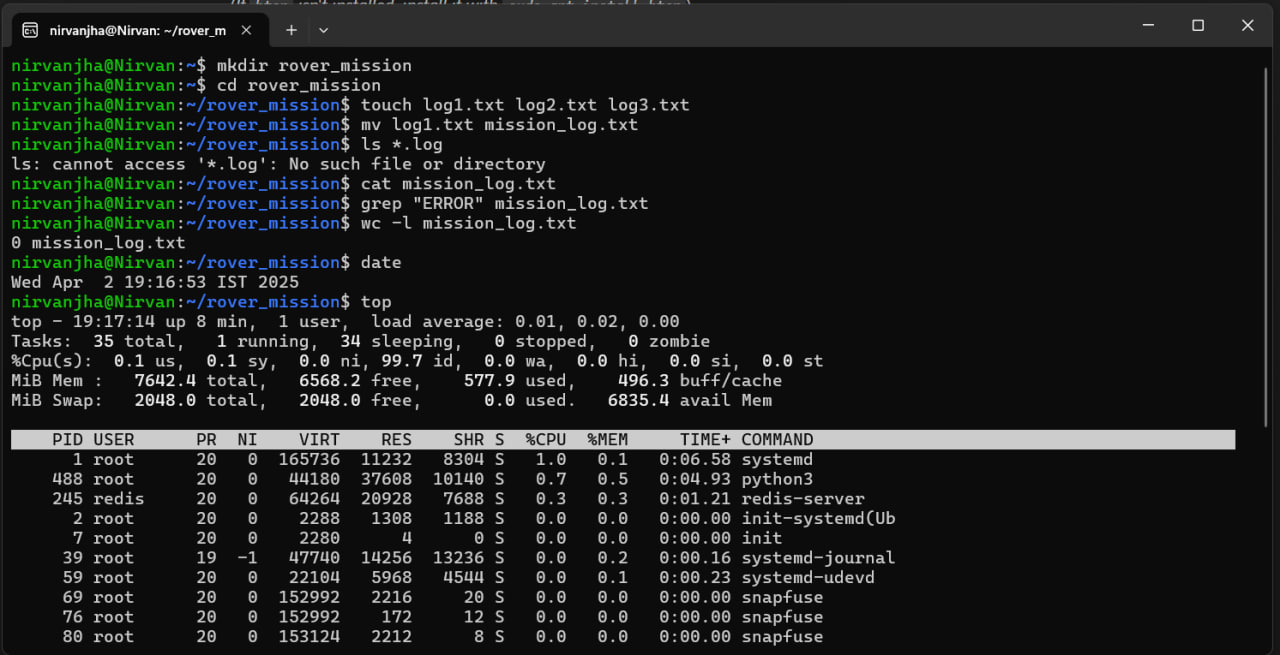 (If htop isn't installed, install it with sudo apt install htop)
nirvanjha@Nirvan: ~/rover_m
nirvanjha@Nirvan:~$ mkdir rover_mission
nirvanjha@Nirvan:~$ cd rover_mission
nirvanjha@Nirvan:~/rover_mission$ touch log1.txt log2.txt log3.txt
nirvanjha@Nirvan:~/rover_mission$ mv log1.txt mission_log.txt
nirvanjha@Nirvan:~/rover_mission$ ls *.log
ls: cannot access '*.log': No such file or directory
nirvanjha@Nirvan:~/rover_mission$ cat mission_log.txt
nirvanjha@Nirvan:~/rover_mission$ grep "ERROR" mission_log.txt
nirvanjha@Nirvan:~/rover_mission$ wc -l mission_log.txt
0 mission_log.txt
nirvanjha@Nirvan:~/rover_mission$ date
Wed Apr  2 19:16:53 IST 2025
nirvanjha@Nirvan:~/rover_mission$ top
top - 19:17:14 up 8 min,  1 user,  load average: 0.01, 0.02, 0.00
Tasks:  35 total,   1 running,  34 sleeping,   0 stopped,   0 zombie
%Cpu(s):  0.1 us,  0.1 sy,  0.0 ni, 99.7 id,  0.0 wa,  0.0 hi,  0.0 si,  0.0 st
MiB Mem :   7642.4 total,   6568.2 free,    577.9 used,    496.3 buff/cache
MiB Swap:   2048.0 total,   2048.0 free,      0.0 used.   6835.4 avail Mem
PID USER      PR  NI    VIRT    RES    SHR S  %CPU  %MEM     TIME+ COMMAND
1 root      20   0  165736  11232   8304 S   1.0   0.1   0:06.58 systemd
488 root      20   0   44180  37608  10140 S   0.7   0.5   0:04.93 python3
245 redis     20   0   64264  20928   7688 S   0.3   0.3   0:01.21 redis-server
2 root      20   0    2288   1308   1188 S   0.0   0.0   0:00.00 init-systemd(Ub
7 root      20   0    2280      4      0 S   0.0   0.0   0:00.00 init
39 root      19  -1   47740  14256  13236 S   0.0   0.2   0:00.16 systemd-journal
59 root      20   0   22104   5968   4544 S   0.0   0.1   0:00.23 systemd-udevd
69 root      20   0  152992   2216     20 S   0.0   0.0   0:00.00 snapfuse
76 root      20   0  152992    172     12 S   0.0   0.0   0:00.00 snapfuse
80 root      20   0  153124   2212      8 S   0.0   0.0   0:00.00 snapfuse